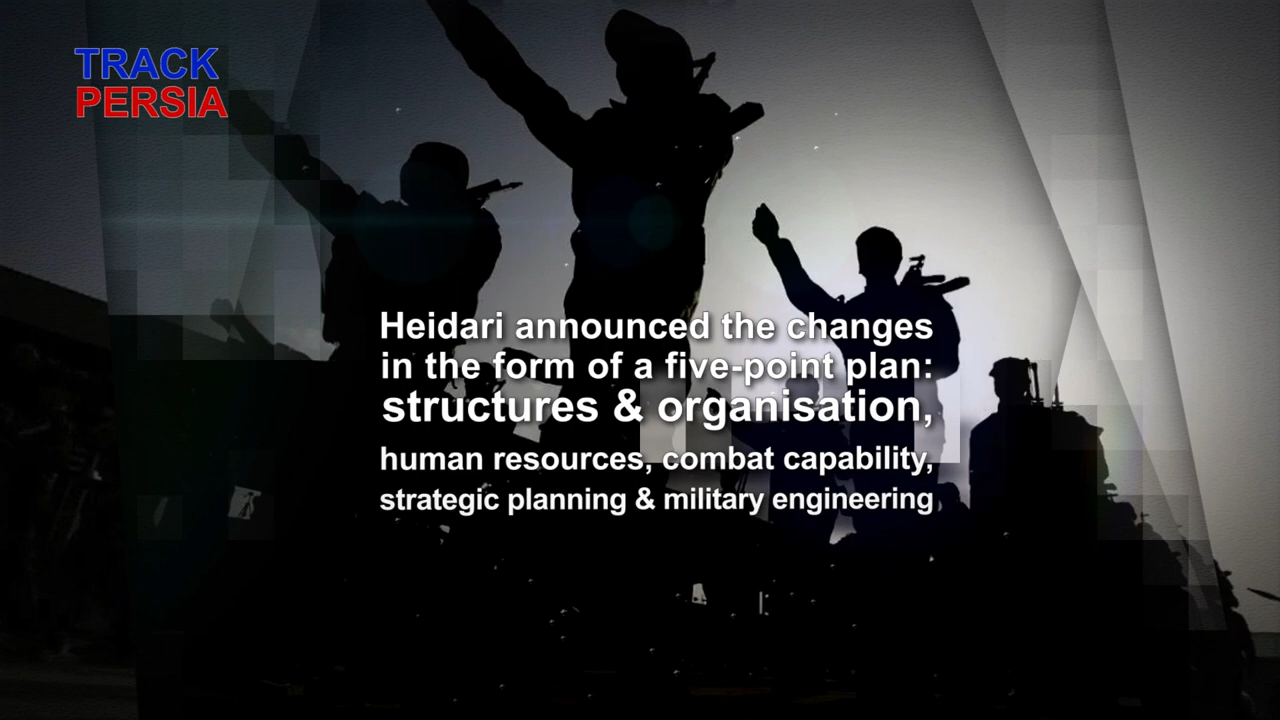 TRACK
PERSIA
Heidari announced the changes
in the form of a five-point plan:
structures & organisation,
human resources, combat capability,
strategic planning & military engineering